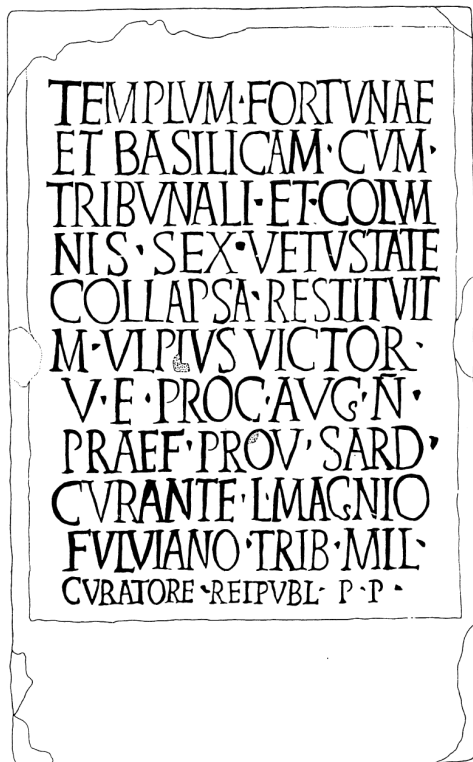 TEMPLVM·FORTVNAE
ET BASILICAM·CVM·
TRIBVNALI·ET·COLVM
NIS·SEX·VETVSTATE
COLLAPSA·RESTITVIT
M·VLPIVS VICTOR·
V·E·PROC·AVG·Ñ·
PRAEF·PROV·SARD·
CVRANTE·L·MAGNIO
FVLVIANO·TRIB·MIL·
CVRATORE·REIPVBL·P·P·